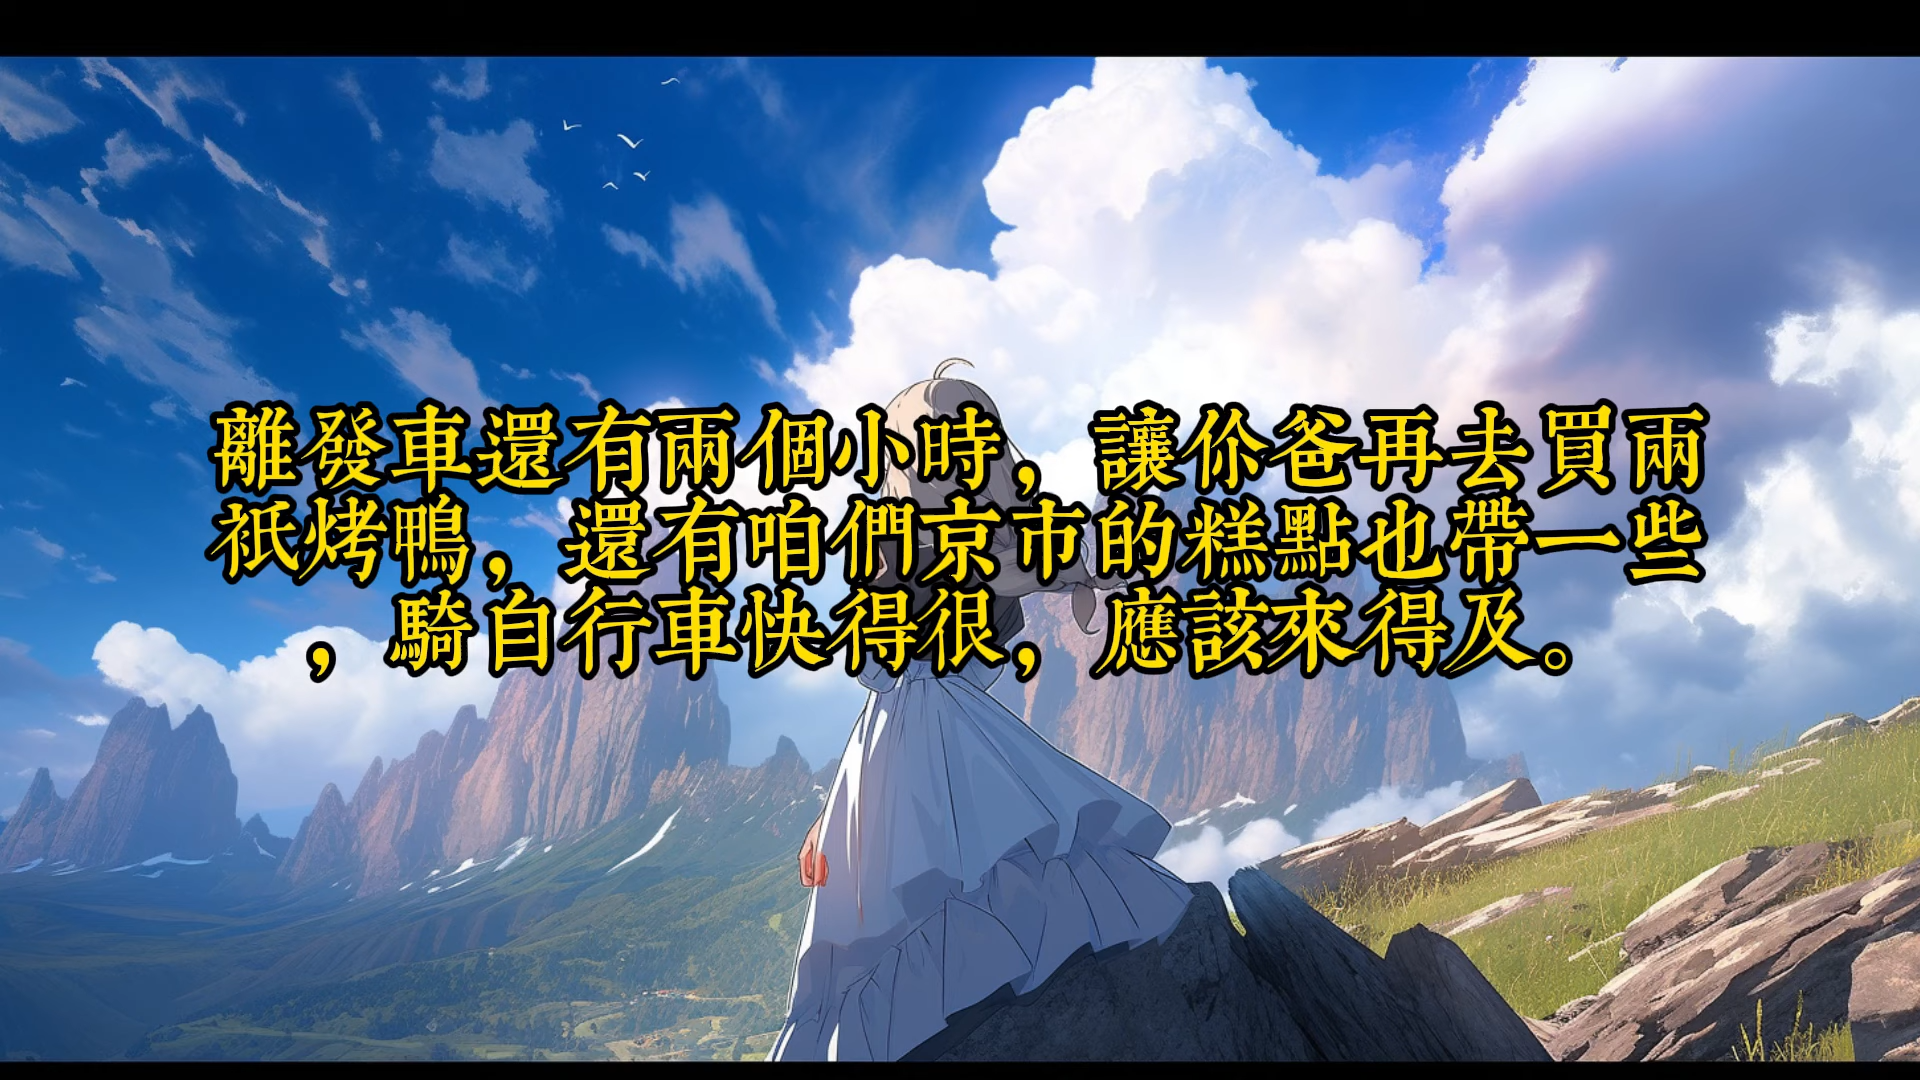 離發車還有兩個小時，讓你爸再去買兩
衹烤鴨，還有咱們京市的糕點也帶一些
，騎自行車快得很，應該來得及。